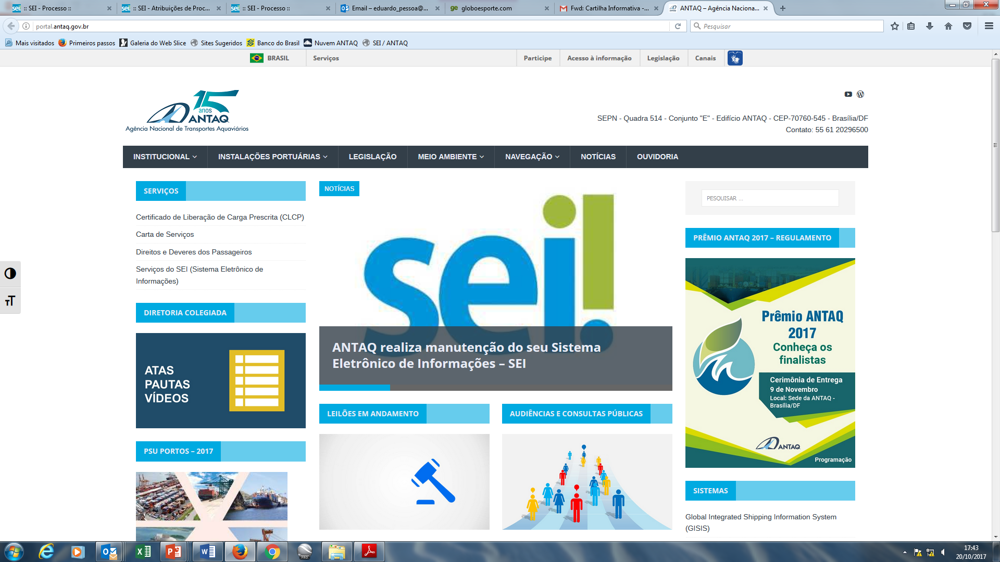 :: SEI - Processo ::
:: SEI - Atribuições de Proc...
:: SEI - Processo ::
Email – eduardo_pessoa@...
globoesporte.com
Fwd: Cartilha Informativa -...
ANTAQ – Agência Naciona...
portal.antaq.gov.br
Pesquisar
Mais visitados
Primeiros passos
Galeria do Web Slice
Sites Sugeridos
Banco do Brasil
Nuvem ANTAQ
SEI / ANTAQ
BRASIL
Serviços
Participe
Acesso à informação
Legislação
Canais
15
anos
ANTAQ
Agência Nacional de Transportes Aquaviários
SEPN - Quadra 514 - Conjunto "E" - Edifício ANTAQ - CEP-70760-545 - Brasília/DF
Contato: 55 61 20296500
INSTITUCIONAL
INSTALAÇÕES PORTUÁRIAS
LEGISLAÇÃO
MEIO AMBIENTE
NAVEGAÇÃO
NOTÍCIAS
OUVIDORIA
SERVIÇOS
Certificado de Liberação de Carga Prescrita (CLCP)
Carta de Serviços
Direitos e Deveres dos Passageiros
Serviços do SEI (Sistema Eletrônico de
Informações)
DIRETORIA COLEGIADA
ATAS
PAUTAS
VÍDEOS
PSU PORTOS – 2017
NOTÍCIAS
sei!
ANTAQ realiza manutenção do seu Sistema
Eletrônico de Informações – SEI
LEILÕES EM ANDAMENTO
AUDIÊNCIAS E CONSULTAS PÚBLICAS
PESQUISAR ...
PRÊMIO ANTAQ 2017 – REGULAMENTO
Prêmio ANTAQ
2017
Conheça os
finalistas
Cerimônia de Entrega
9 de Novembro
Local: Sede da ANTAQ -
Brasília/DF
ANTAQ
Programação
SISTEMAS
Global Integrated Shipping Information System
(GISIS)
17:43
20/10/2017